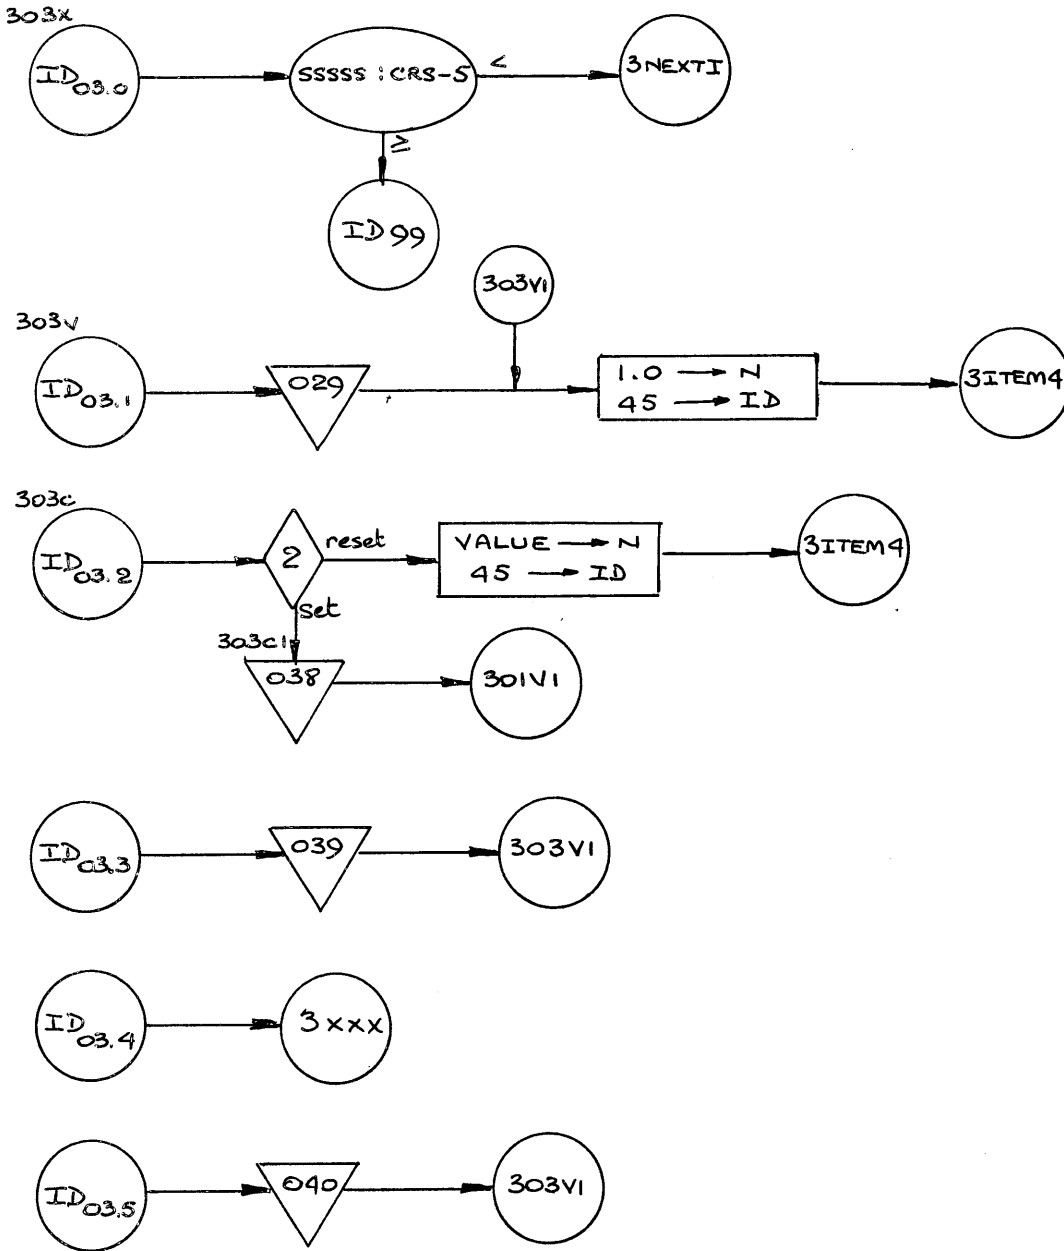 303x
ID03.0
SSSSS : CRS-5
<
3NEXTI
≥
ID 99
303V1
303V
ID03.1
029
1.0 → N
45 → ID
3ITEM4
303C
ID03.2
2
reset
VALUE → N
45 → ID
3ITEM4
set
303C1
038
301V1
ID03.3
039
303V1
ID03.4
3xxx
ID03.5
040
303V1